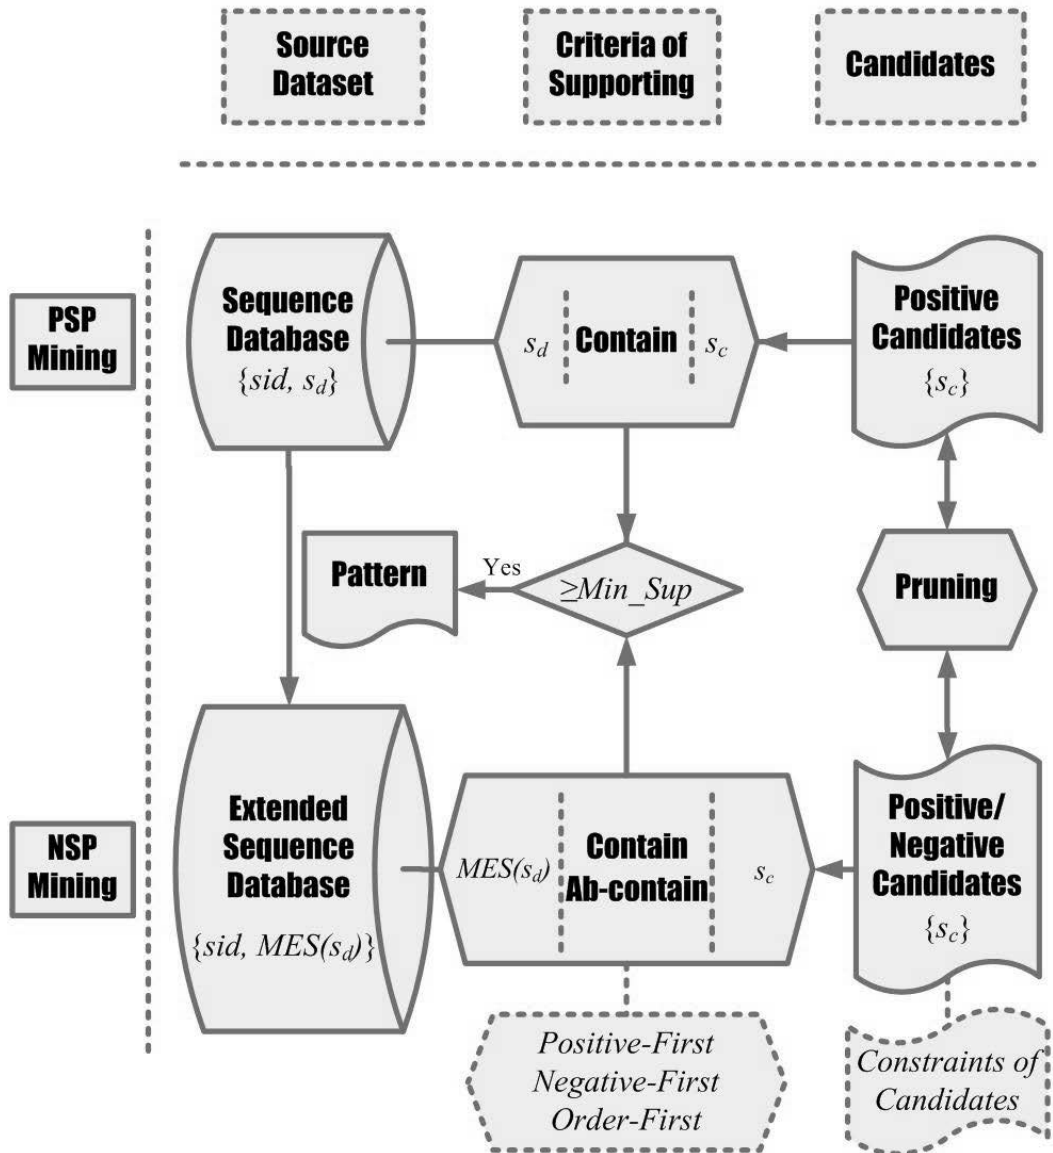 Source
Dataset
Criteria of
Supporting
Candidates
PSP
Mining
Sequence
Database
{sid, s_d}
s_d
Contain
s_c
Positive
Candidates
{s_c}
Pattern
Yes
≥Min_Sup
Pruning
NSP
Mining
Extended
Sequence
Database
{sid, MES(s_d)}
MES(s_d)
Contain
Ab-contain
s_c
Positive/
Negative
Candidates
{s_c}
Positive-First
Negative-First
Order-First
Constraints of
Candidates